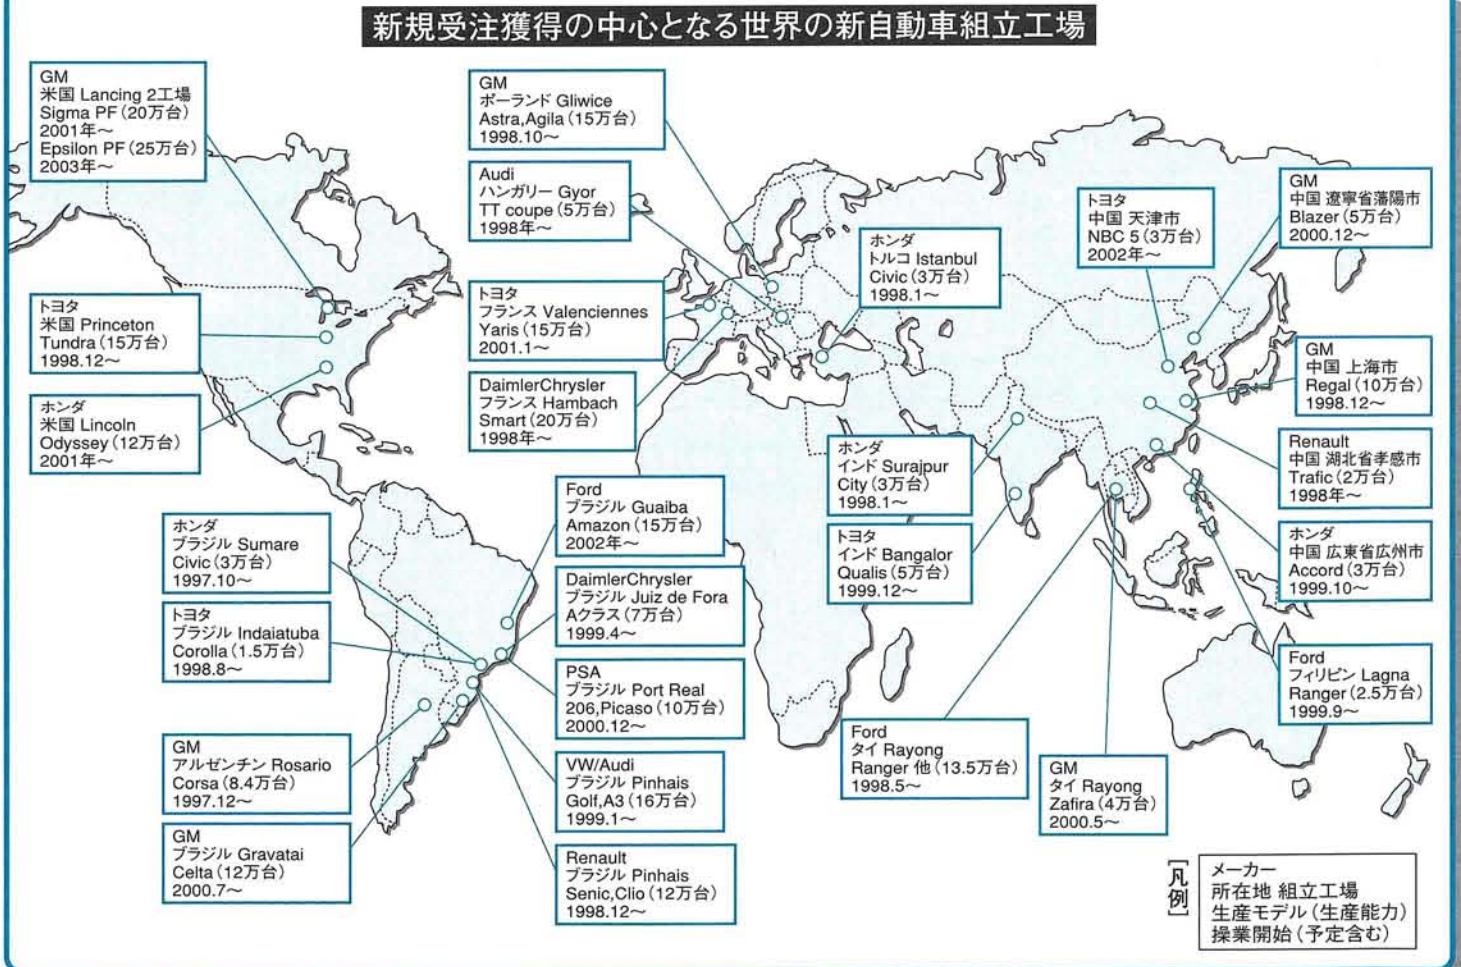 新規受注獲得の中心となる世界の新自動車組立工場
GM
米国 Lancing 2工場
Sigma PF(20万台)
2001年～
Epsilon PF(25万台)
2003年～
トヨタ
米国 Princeton
Tundra(15万台)
1998.12～
ホンダ
米国 Lincoln
Odyssey(12万台)
2001年～
GM
ポーランド Gliwice
Astra,Agila(15万台)
1998.10～
Audi
ハンガリー Gyor
TT coupe(5万台)
1998年～
トヨタ
フランス Valenciennes
Yaris(15万台)
2001.1～
DaimlerChrysler
フランス Hambach
Smart(20万台)
1998年～
ホンダ
トルコ Istanbul
Civic(3万台)
1998.1～
トヨタ
中国 天津市
NBC 5(3万台)
2002年～
GM
中国 遼寧省藩陽市
Blazer(5万台)
2000.12～
GM
中国 上海市
Regal(10万台)
1998.12～
Renault
中国 湖北省孝感市
Trafic(2万台)
1998年～
ホンダ
中国 広東省広州市
Accord(3万台)
1999.10～
ホンダ
インド Surajpur
City(3万台)
1998.1～
トヨタ
インド Bangalor
Qualis(5万台)
1999.12～
Ford
フィリピン Lagna
Ranger(2.5万台)
1999.9～
Ford
タイ Rayong
Ranger 他(13.5万台)
1998.5～
GM
タイ Rayong
Zafira(4万台)
2000.5～
ホンダ
ブラジル Sumare
Civic(3万台)
1997.10～
トヨタ
ブラジル Indaiatuba
Corolla(1.5万台)
1998.8～
GM
アルゼンチン Rosario
Corsa(8.4万台)
1997.12～
GM
ブラジル Gravatai
Celta(12万台)
2000.7～
Ford
ブラジル Guaiba
Amazon(15万台)
2002年～
DaimlerChrysler
ブラジル Juiz de Fora
Aクラス(7万台)
1999.4～
PSA
ブラジル Port Real
206,Picaso(10万台)
2000.12～
VW/Audi
ブラジル Pinhais
Golf,A3(16万台)
1999.1～
Renault
ブラジル Pinhais
Senic,Clio(12万台)
1998.12～
[凡例]
メーカー
所在地 組立工場
生産モデル(生産能力)
操業開始(予定含む)